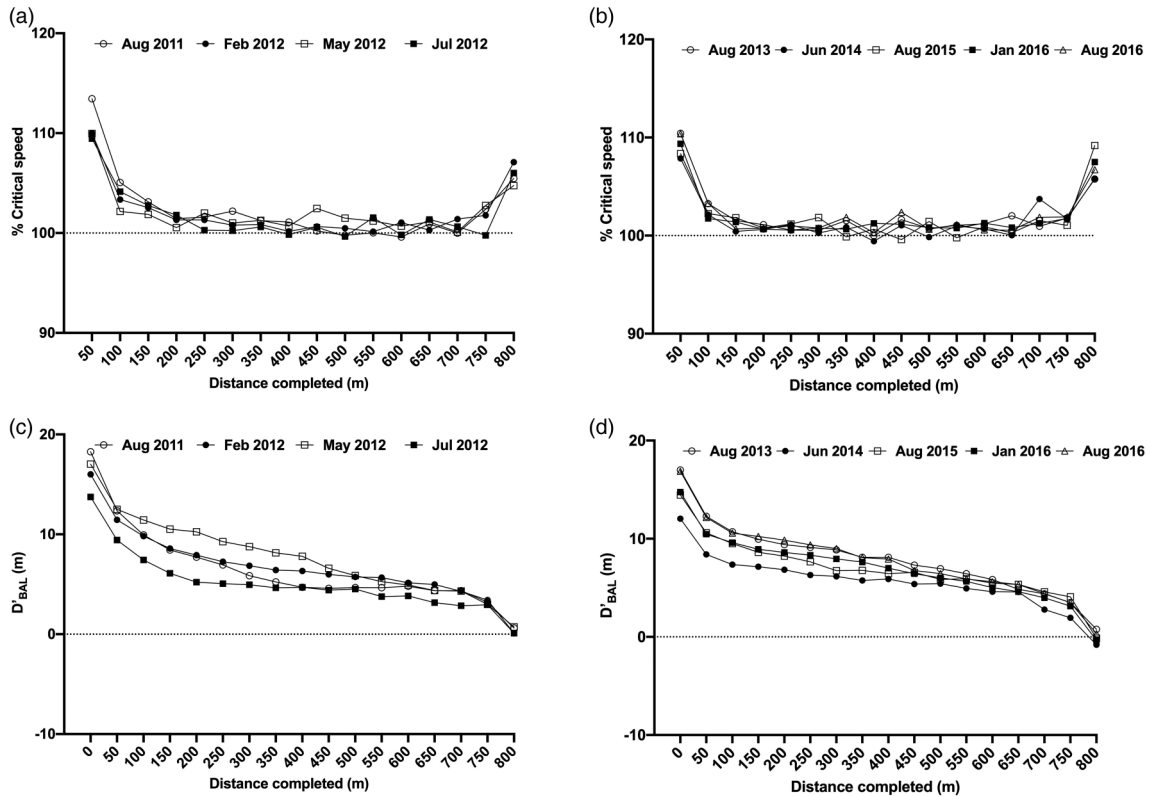 (a)
Aug 2011 Feb 2012 May 2012 Jul 2012
% Critical speed
120
110
100
90
50 100 150 200 250 300 350 400 450 500 550 600 650 700 750 800
Distance completed (m)
(b)
Aug 2013 Jun 2014 Aug 2015 Jan 2016 Aug 2016
% Critical speed
120
110
100
90
50 100 150 200 250 300 350 400 450 500 550 600 650 700 750 800
Distance completed (m)
(c)
Aug 2011 Feb 2012 May 2012 Jul 2012
D'BAL (m)
20
10
0
-10
0 50 100 150 200 250 300 350 400 450 500 550 600 650 700 750 800
Distance completed (m)
(d)
Aug 2013 Jun 2014 Aug 2015 Jan 2016 Aug 2016
D'BAL (m)
20
10
0
-10
0 50 100 150 200 250 300 350 400 450 500 550 600 650 700 750 800
Distance completed (m)